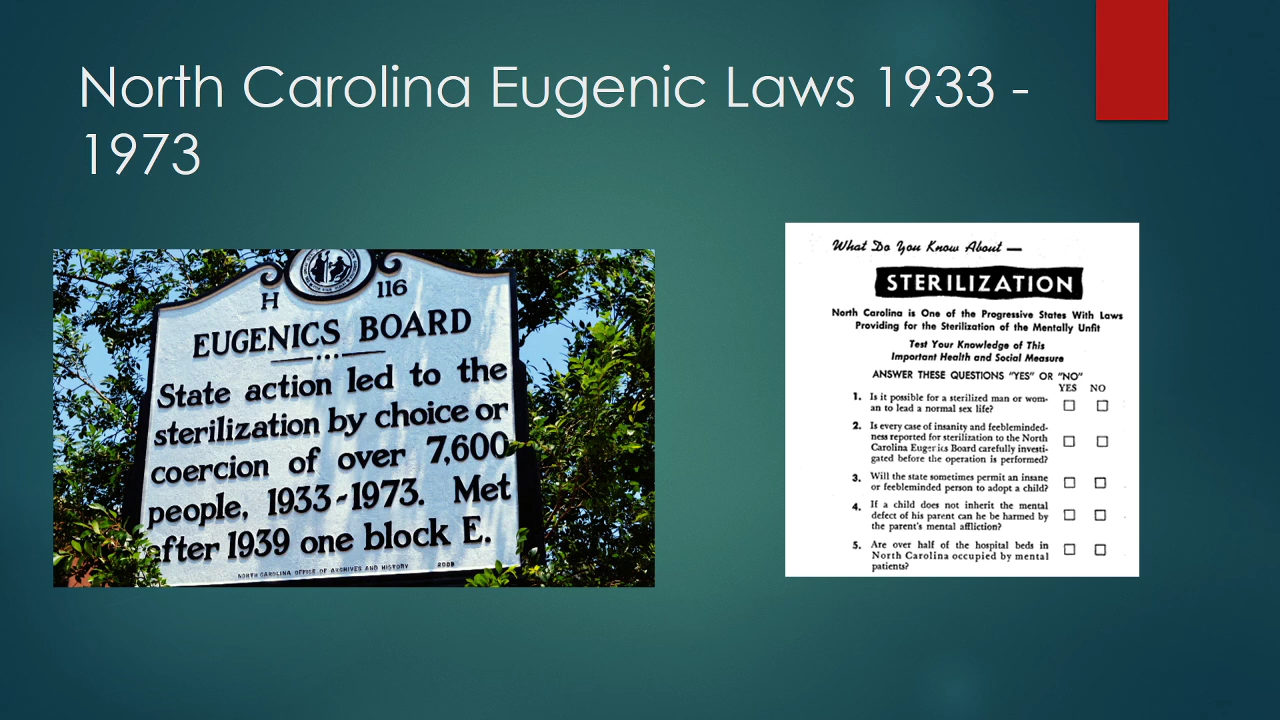 North Carolina Eugenic Laws 1933 -
1973
H 116
EUGENICS BOARD
State action led to the
sterilization by choice or
coercion of over 7,600
people, 1933-1973. Met
after 1939 one block E.
NORTH CAROLINA OFFICE OF ARCHIVES AND HISTORY 2009
What Do You Know About —
STERILIZATION
North Carolina is One of the Progressive States With Laws
Providing for the Sterilization of the Mentally Unfit
Test Your Knowledge of This
Important Health and Social Measure
ANSWER THESE QUESTIONS "YES" OR "NO"
YES NO
1. Is it possible for a sterilized man or wom-
an to lead a normal sex life?
2. Is every case of insanity and feebleminded-
ness reported for sterilization to the North
Carolina Eugenics Board carefully investi-
gated before the operation is performed?
3. Will the state sometimes permit an insane
or feebleminded person to adopt a child?
4. If a child does not inherit the mental
defect of his parent can he be harmed by
the parent's mental affliction?
5. Are over half of the hospital beds in
North Carolina occupied by mental
patients?